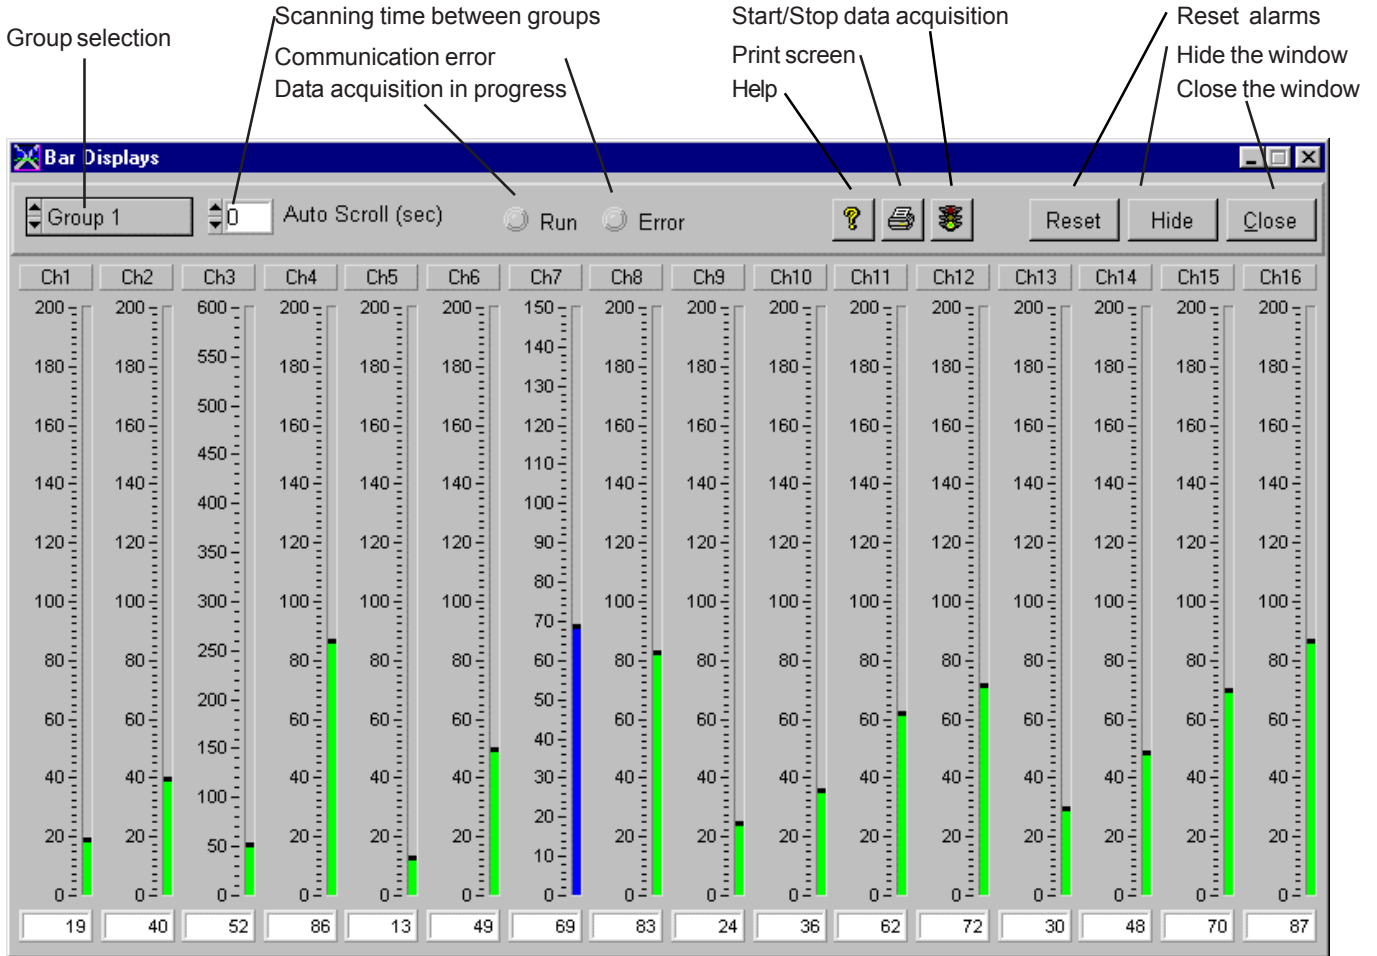 Scanning time between groups
Start/Stop data acquisition
Reset alarms
Group selection
Communication error
Print screen
Hide the window
Data acquisition in progress
Help
Close the window
Bar Displays
Group 1
0
Auto Scroll (sec)
Run
Error
Reset
Hide
Close
Ch1 Ch2 Ch3 Ch4 Ch5 Ch6 Ch7 Ch8 Ch9 Ch10 Ch11 Ch12 Ch13 Ch14 Ch15 Ch16
200 200 600 200 200 200 150 200 200 200 200 200 200 200 200 200
140
180 180 550 180 180 180 180 180 180 180 180 180 180 180 180
130
500
160 160 160 160 160 120 160 160 160 160 160 160 160 160 160
450
110
140 140 140 140 140 140 140 140 140 140 140 140 140 140
400 100
120 120 350 120 120 120 90 120 120 120 120 120 120 120 120 120
80
100 100 300 100 100 100 100 100 100 100 100 100 100 100 100
70
250
80 80 80 80 80 60 80 80 80 80 80 80 80 80 80
200 50
60 60 60 60 60 60 60 60 60 60 60 60 60 60
150 40
40 40 40 40 40 30 40 40 40 40 40 40 40 40 40
100
20
20 20 50 20 20 20 20 20 20 20 20 20 20 20 20
10
0 0 0 0 0 0 0 0 0 0 0 0 0 0 0 0
19 40 52 86 13 49 69 83 24 36 62 72 30 48 70 87